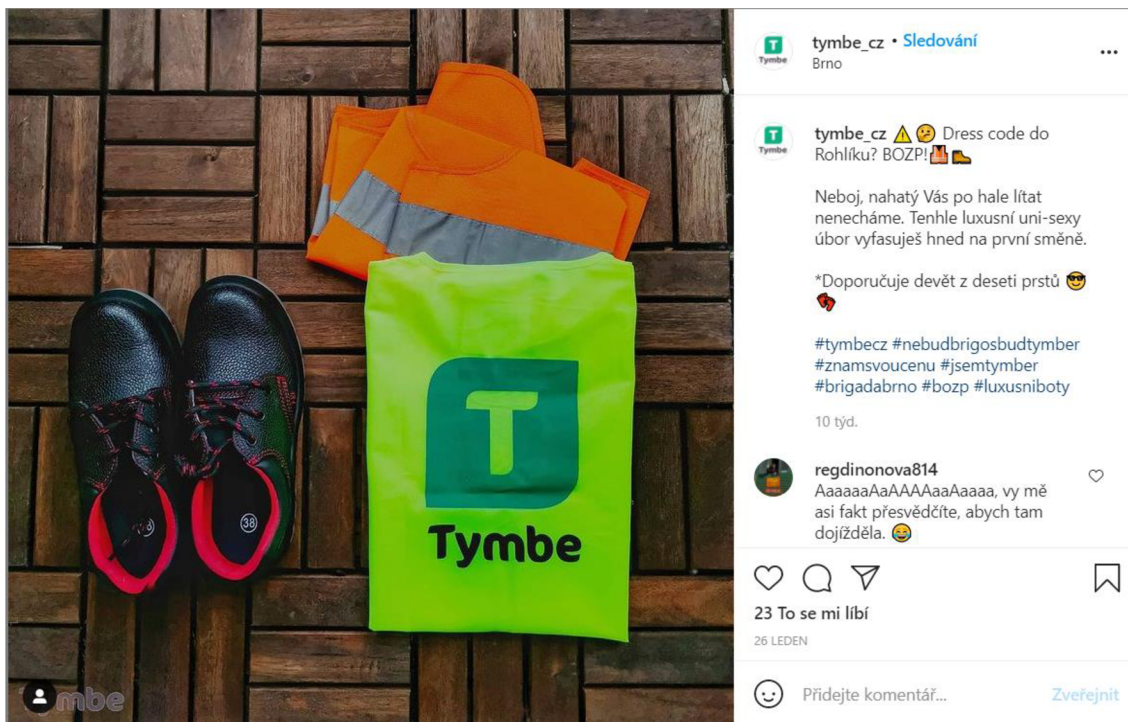 tymbe_cz • Sledování
Brno
Tymbe
tymbe_cz ⚠️😕 Dress code do
Rohlíku? BOZP!🦺🥾
Neboj, nahatý Vás po hale lítat
nenecháme. Tenhle luxusní uni-sexy
úbor vyfasuješ hned na první směně.
*Doporučuje devět z deseti prstů 😎
👣
#tymbecz #nebudbrigosbudtymber
#znamsvoucenu #jsemtymber
#brigadabrno #bozp #luxusniboty
10 týd.
regdinonova814
AaaaaaAaAAAAaaAaaaa, vy mě
asi fakt přesvědčíte, abych tam
dojížděla. 😂
23 To se mi líbí
26 LEDEN
Přidejte komentář...
Zveřejnit
T
Tymbe
38
38
mbe
T
Tymbe
T